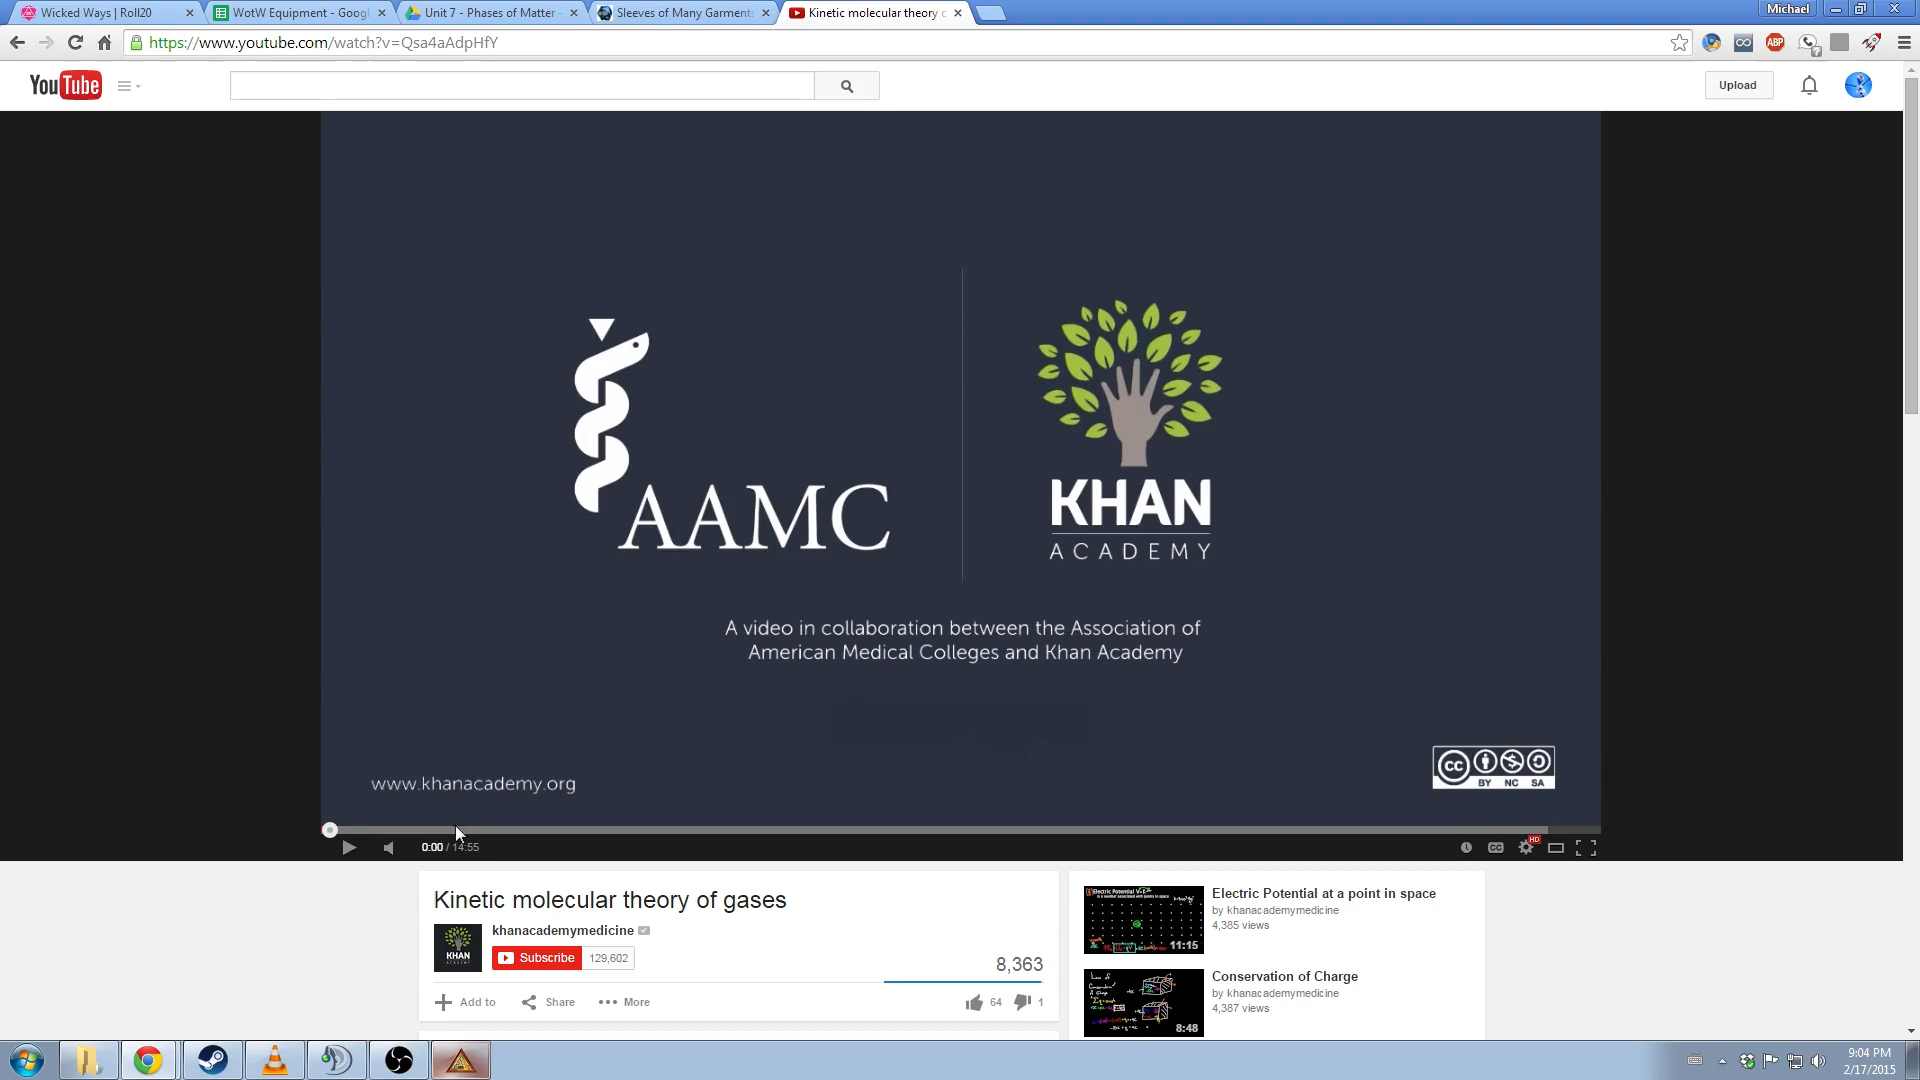 Wicked Ways | Roll20
WotW Equipment - Googl
Unit 7 - Phases of Matter -
Sleeves of Many Garments
Kinetic molecular theory o
Michael
https://www.youtube.com/watch?v=Qsa4aAdpHfY
ABP
YouTube
Upload
AAMC
KHAN
ACADEMY
A video in collaboration between the Association of
American Medical Colleges and Khan Academy
www.khanacademy.org
CC
BY NC SA
0:00 / 14:55
CC
HD
Kinetic molecular theory of gases
khanacademymedicine
KHAN
Subscribe 129,602
8,363
Add to Share More
64 1
Electric Potential at a point in space
by khanacademymedicine
4,385 views
11:15
Conservation of Charge
by khanacademymedicine
4,387 views
8:48
9:04 PM
2/17/2015